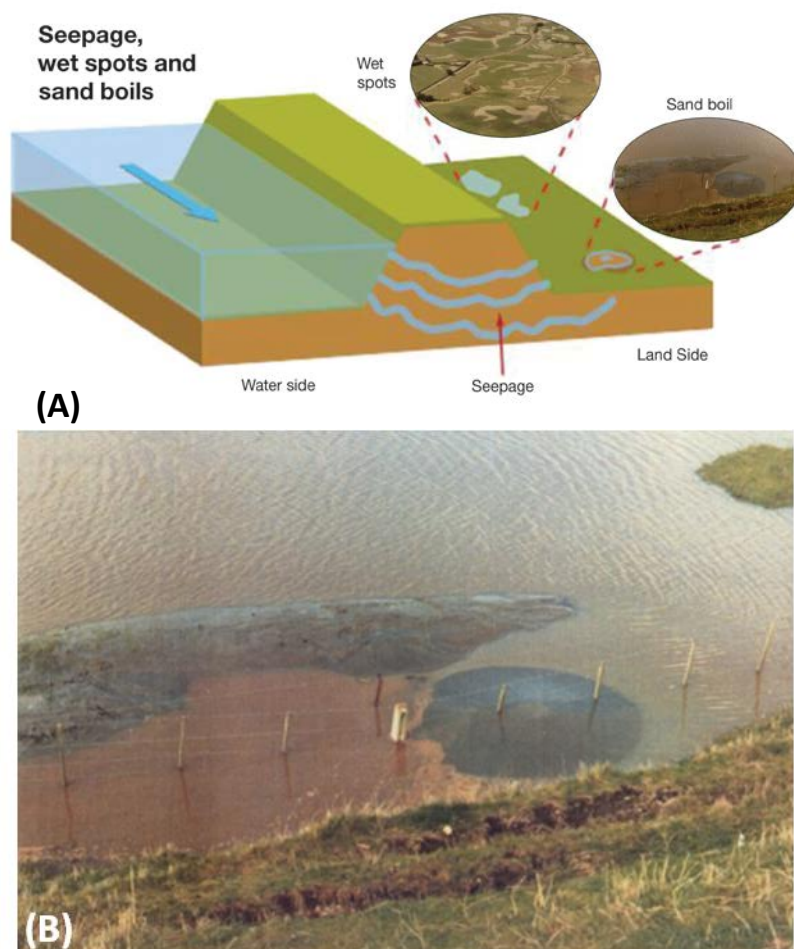 Seepage,
wet spots and
sand boils
Wet
spots
Sand boil
Land Side
Water side
Seepage
(A)
(B)